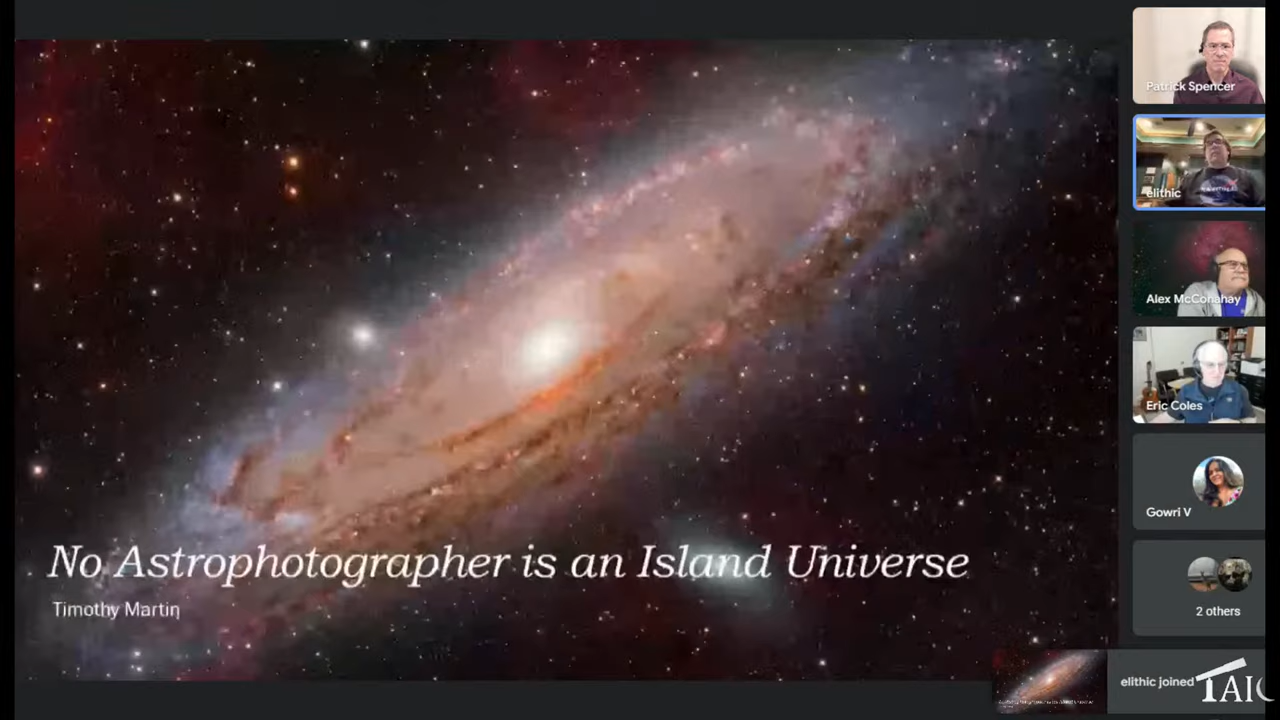 No Astrophotographer is an Island Universe
Timothy Martin
Patrick Spencer
elithic
Alex McConahay
Eric Coles
Gowri V
2 others
elithic joined
TAIC